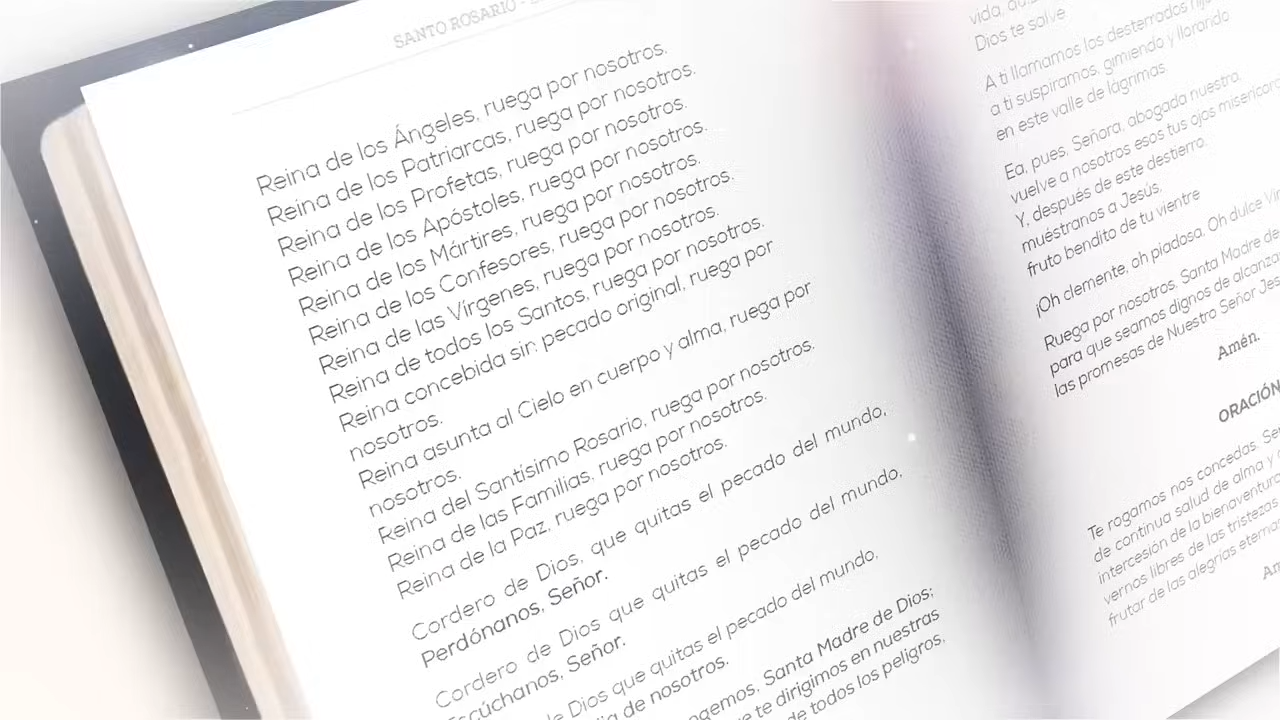 SANTO ROSARIO -
Reina de los Ángeles, ruega por nosotros.
Reina de los Patriarcas, ruega por nosotros.
Reina de los Profetas, ruega por nosotros.
Reina de los Apóstoles, ruega por nosotros.
Reina de los Mártires, ruega por nosotros.
Reina de los Confesores, ruega por nosotros.
Reina de las Vírgenes, ruega por nosotros.
Reina de todos los Santos, ruega por nosotros.
Reina concebida sin pecado original, ruega por
nosotros.
Reina asunta al Cielo en cuerpo y alma, ruega por
nosotros.
Reina del Santísimo Rosario, ruega por nosotros.
Reina de las Familias, ruega por nosotros.
Reina de la Paz, ruega por nosotros.
Cordero de Dios, que quitas el pecado del mundo,
Perdónanos, Señor.
Cordero de Dios que quitas el pecado del mundo,
Escúchanos, Señor.
de Dios que quitas el pecado del mundo,
de nosotros.
Santa Madre de Dios;
te dirigimos en nuestras
de todos los peligros,
vida,
Dios te salve.
A ti llamamos los desterrados
a ti suspiramos, gimiendo y llorando
en este valle de lágrimas.
Ea, pues, Señora, abogada nuestra,
vuelve a nosotros esos tus ojos
Y, después de este destierro,
muéstranos a Jesús,
fruto bendito de tu vientre
¡Oh clemente, oh piadosa, Oh dulce
Ruega por nosotros, Santa Madre de
para que seamos dignos de
las promesas de Nuestro Señor
Amén.
ORACIÓN
Te rogamos nos concedas,
de continua salud de alma y
intercesión de la
vernos libres de las
frutar de las alegrías